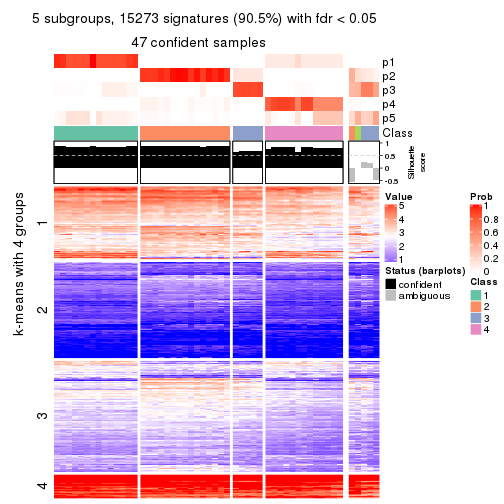 5 subgroups, 15273 signatures (90.5%) with fdr < 0.05
47 confident samples
p1
p2
p3
p4
p5
Class
1
0.5
0
-0.5
Silhouette
score
k-means with 4 groups
1
2
3
4
Value
5
4
3
2
1
Status (barplots)
confident
ambiguous
Prob
1
0.8
0.6
0.4
0.2
0
Class
1
2
3
4